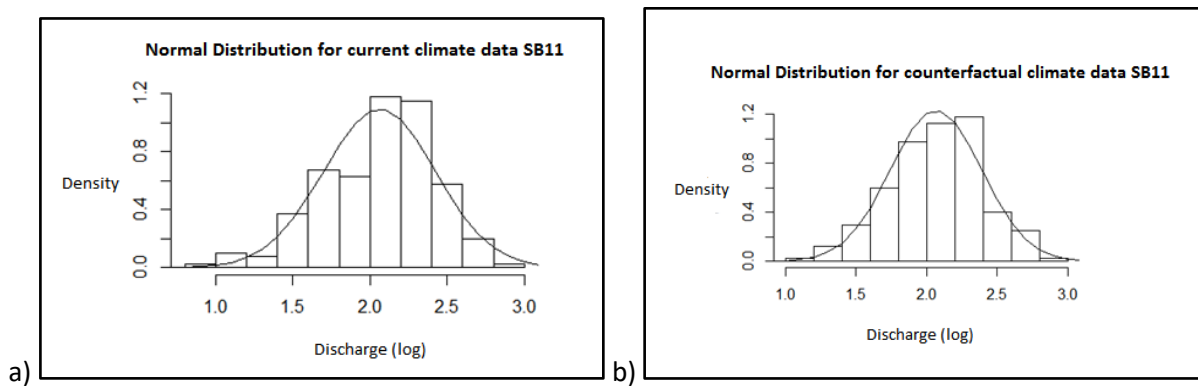 Normal Distribution for current climate data SB11
1.2
0.8
0.4
0.0
Density
1.0 1.5 2.0 2.5 3.0
Discharge (log)
a)
Normal Distribution for counterfactual climate data SB11
1.2
0.8
0.4
0.0
Density
1.0 1.5 2.0 2.5 3.0
Discharge (log)
b)